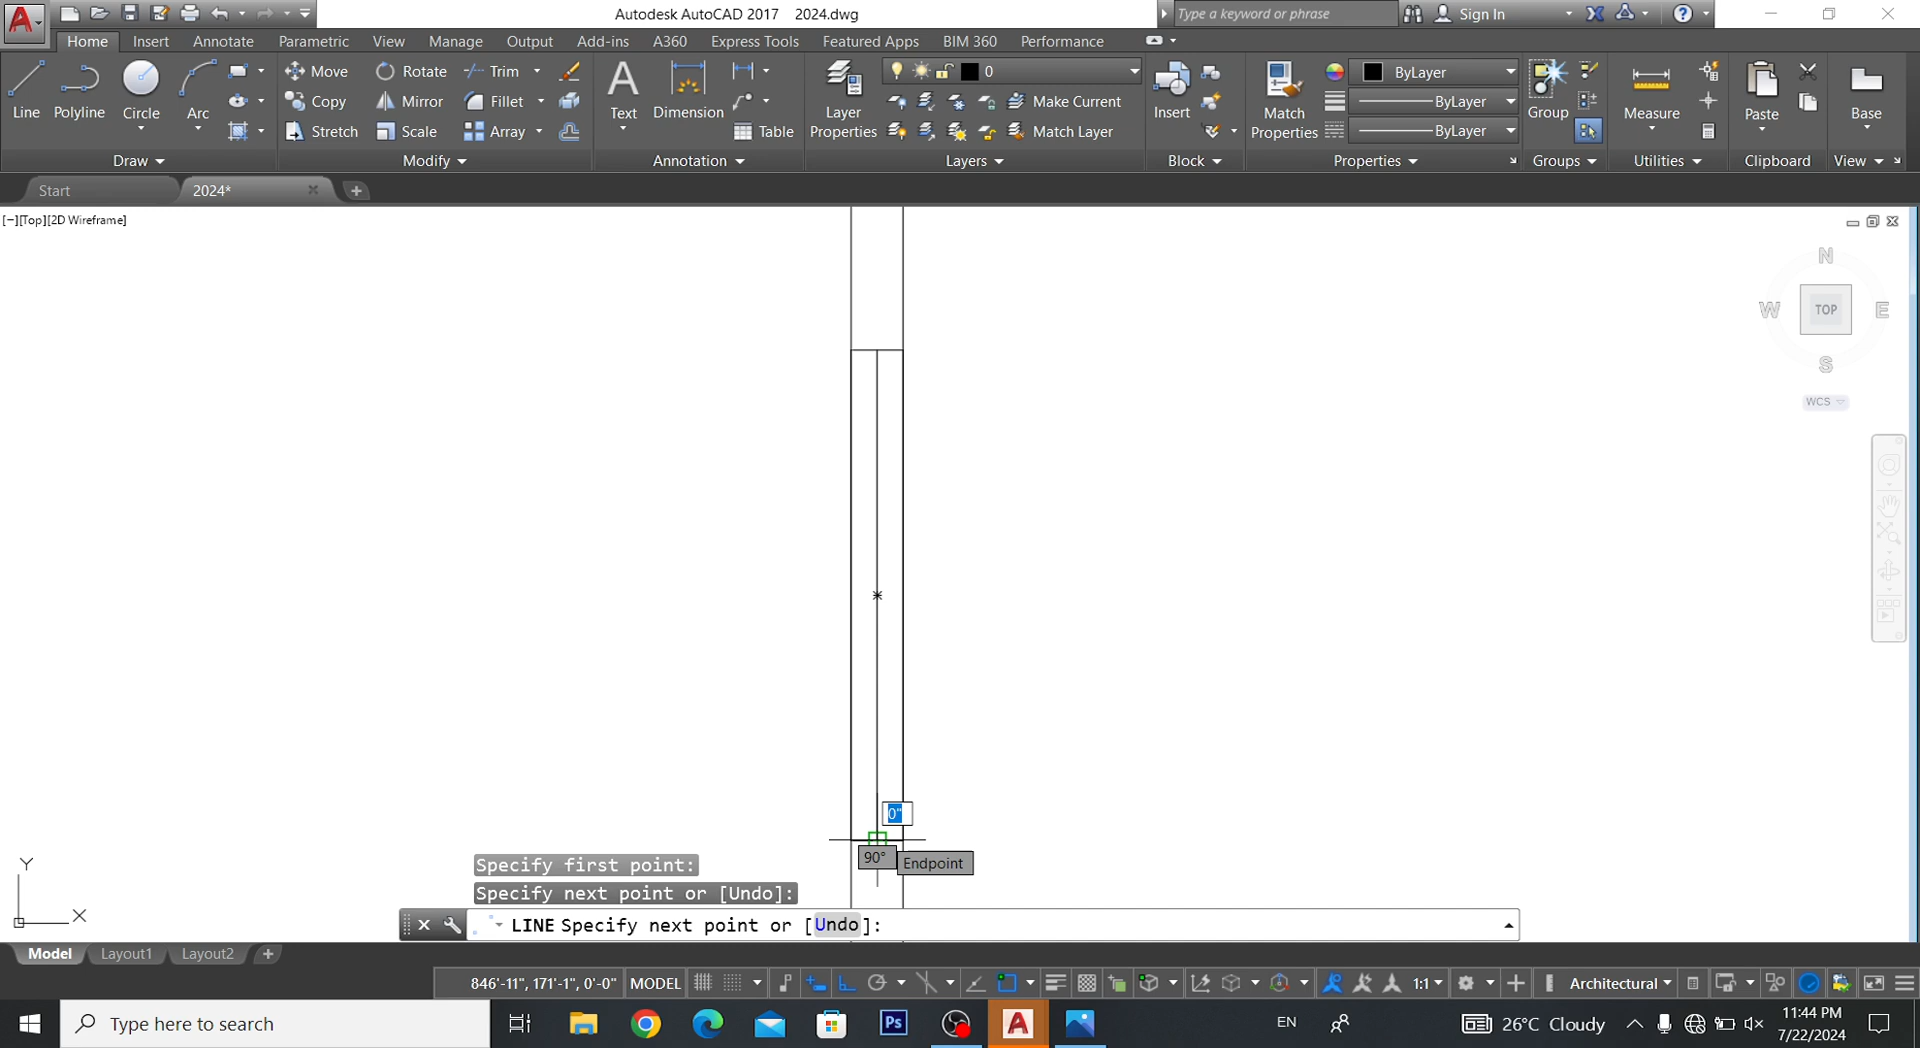 Autodesk AutoCAD 2017 2024.dwg
Type a keyword or phrase
Sign In
Home Insert Annotate Parametric View Manage Output Add-ins A360 Express Tools Featured Apps BIM 360 Performance
Line Polyline Circle Arc
Move Rotate Trim
Copy Mirror Fillet
Stretch Scale Array
Text Dimension Table
Layer Properties
0
Make Current
Match Layer
Insert
Match Properties
ByLayer
ByLayer
ByLayer
Group
Measure
Paste
Base
Draw Modify Annotation Layers Block Properties Groups Utilities Clipboard View
Start 2024*
[−][Top][2D Wireframe]
N
W TOP E
S
WCS
0"
90° Endpoint
Y
X
Specify first point:
Specify next point or [Undo]:
LINE Specify next point or [Undo]:
Model Layout1 Layout2
846'-11", 171'-1", 0'-0" MODEL 1:1 Architectural
Type here to search
Ps
EN
26°C Cloudy
11:44 PM
7/22/2024